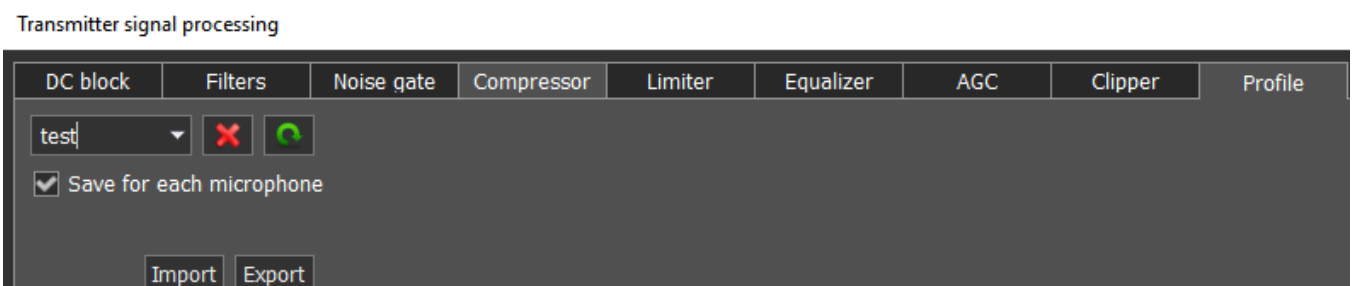 Transmitter signal processing
DC block Filters Noise gate Compressor Limiter Equalizer AGC Clipper Profile
test
Save for each microphone
Import Export